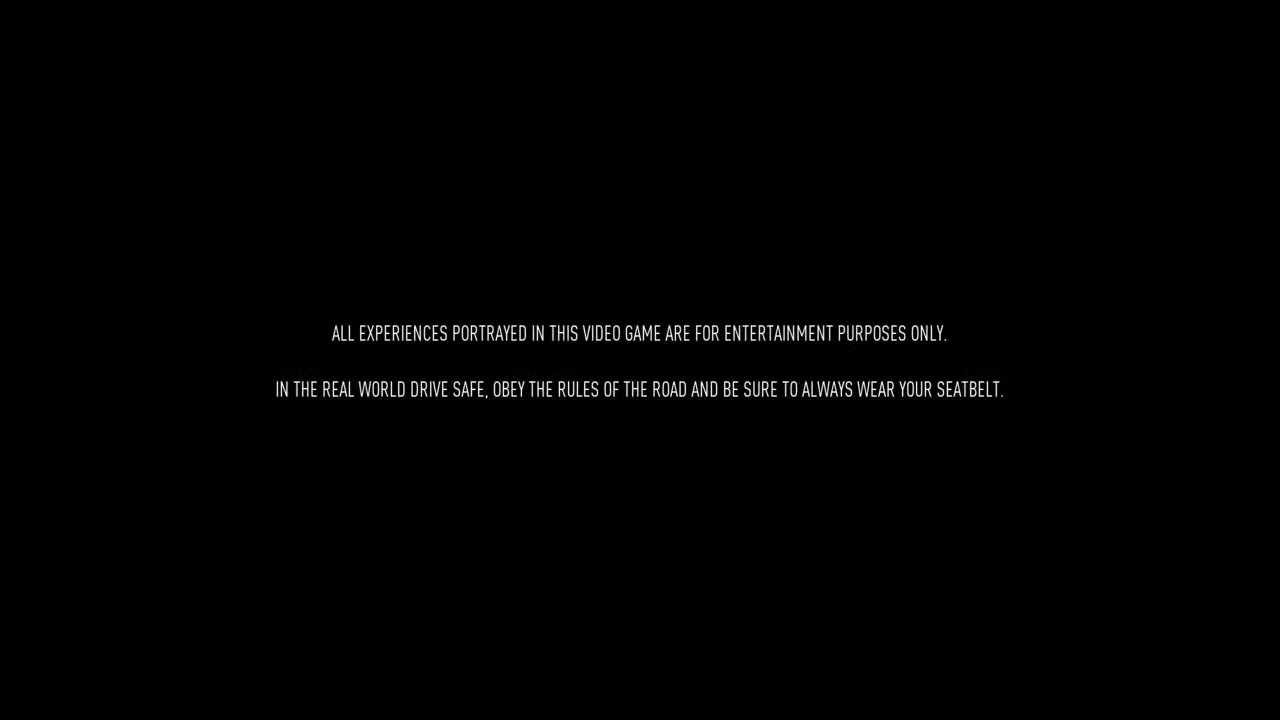 ALL EXPERIENCES PORTRAYED IN THIS VIDEO GAME ARE FOR ENTERTAINMENT PURPOSES ONLY.
IN THE REAL WORLD DRIVE SAFE, OBEY THE RULES OF THE ROAD AND BE SURE TO ALWAYS WEAR YOUR SEATBELT.